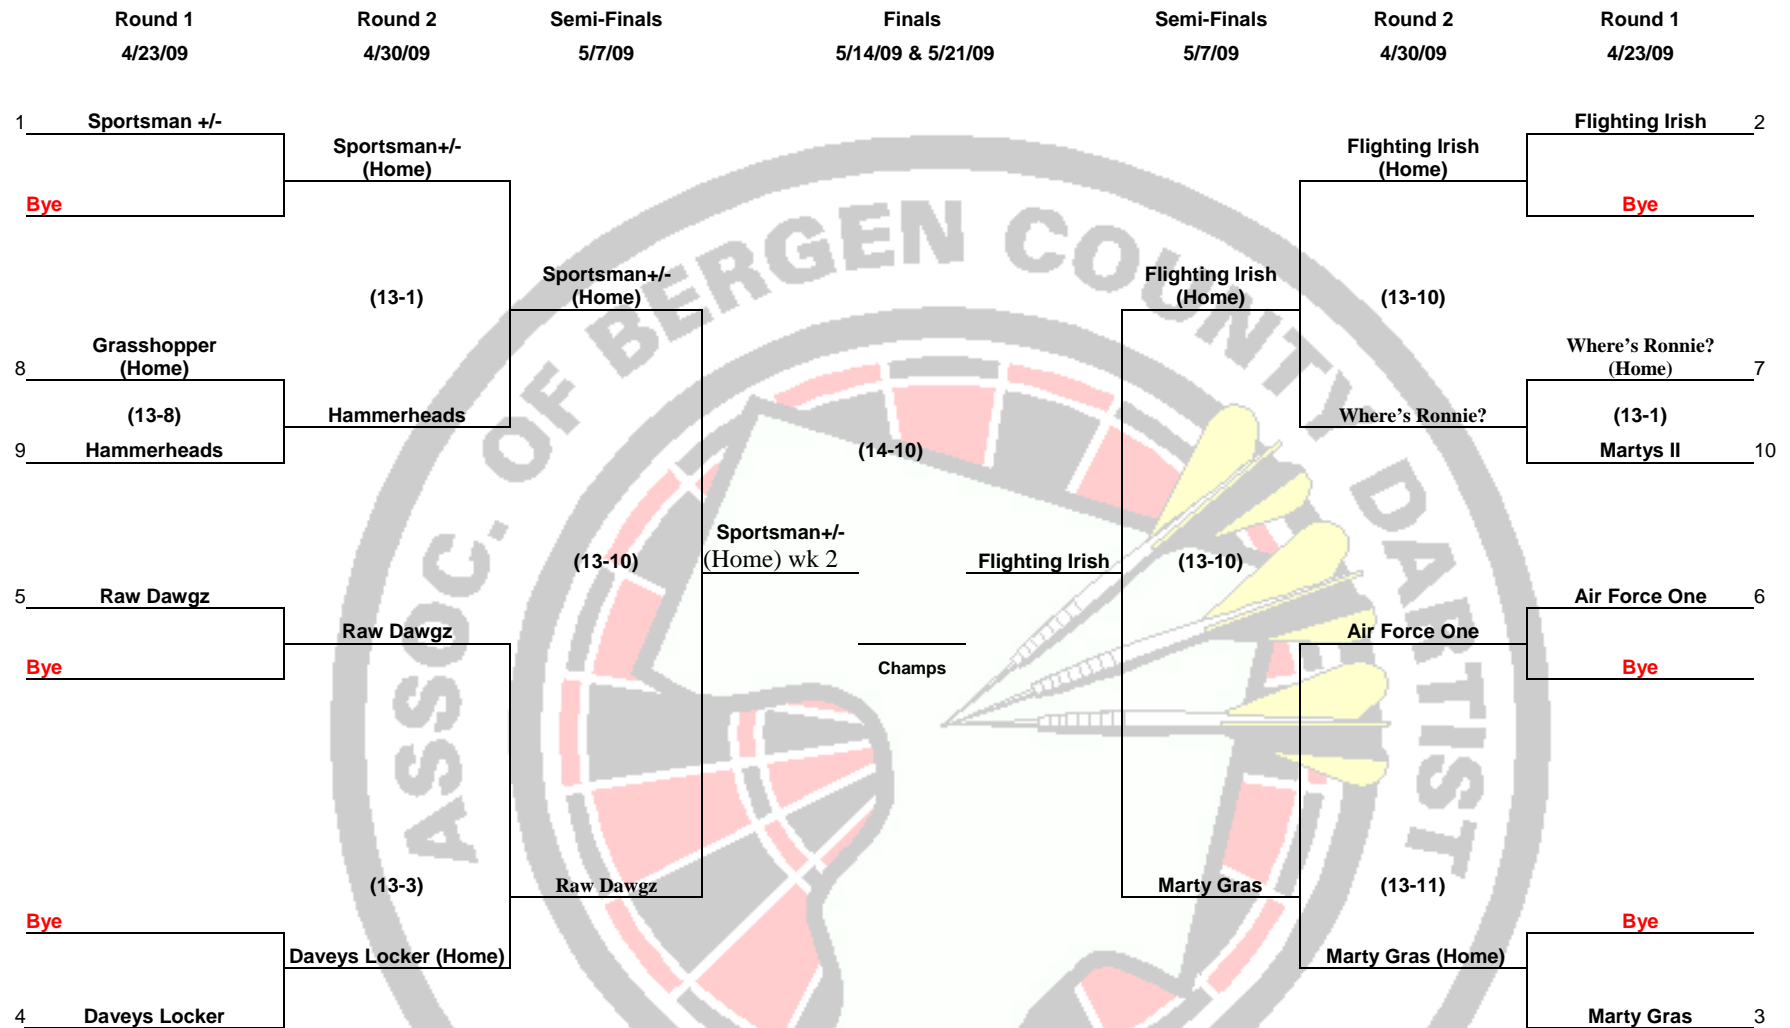 Round 1
Round 2
Semi-Finals
Finals
Semi-Finals
Round 2
Round 1
4/23/09
4/30/09
5/7/09
5/14/09 & 5/21/09
5/7/09
4/30/09
4/23/09
1
Sportsman +/-
Bye
8
Grasshopper
(Home)
(13-8)
9
Hammerheads
5
Raw Dawgz
Bye
Bye
4
Daveys Locker
Sportsman+/-
(Home)
(13-1)
Hammerheads
Raw Dawgz
(13-3)
Daveys Locker (Home)
Sportsman+/-
(Home)
(13-10)
Raw Dawgz
(14-10)
Sportsman+/-
(Home) wk 2
Flighting Irish
Champs
Flighting Irish
(Home)
(13-10)
Marty Gras
Flighting Irish
(Home)
(13-10)
Where's Ronnie?
Air Force One
(13-11)
Marty Gras (Home)
Flighting Irish
2
Bye
Where's Ronnie?
(Home)
7
(13-1)
Martys II
10
Air Force One
6
Bye
Bye
Marty Gras
3
ASSOC. OF BERGEN COUNTY DARTIST